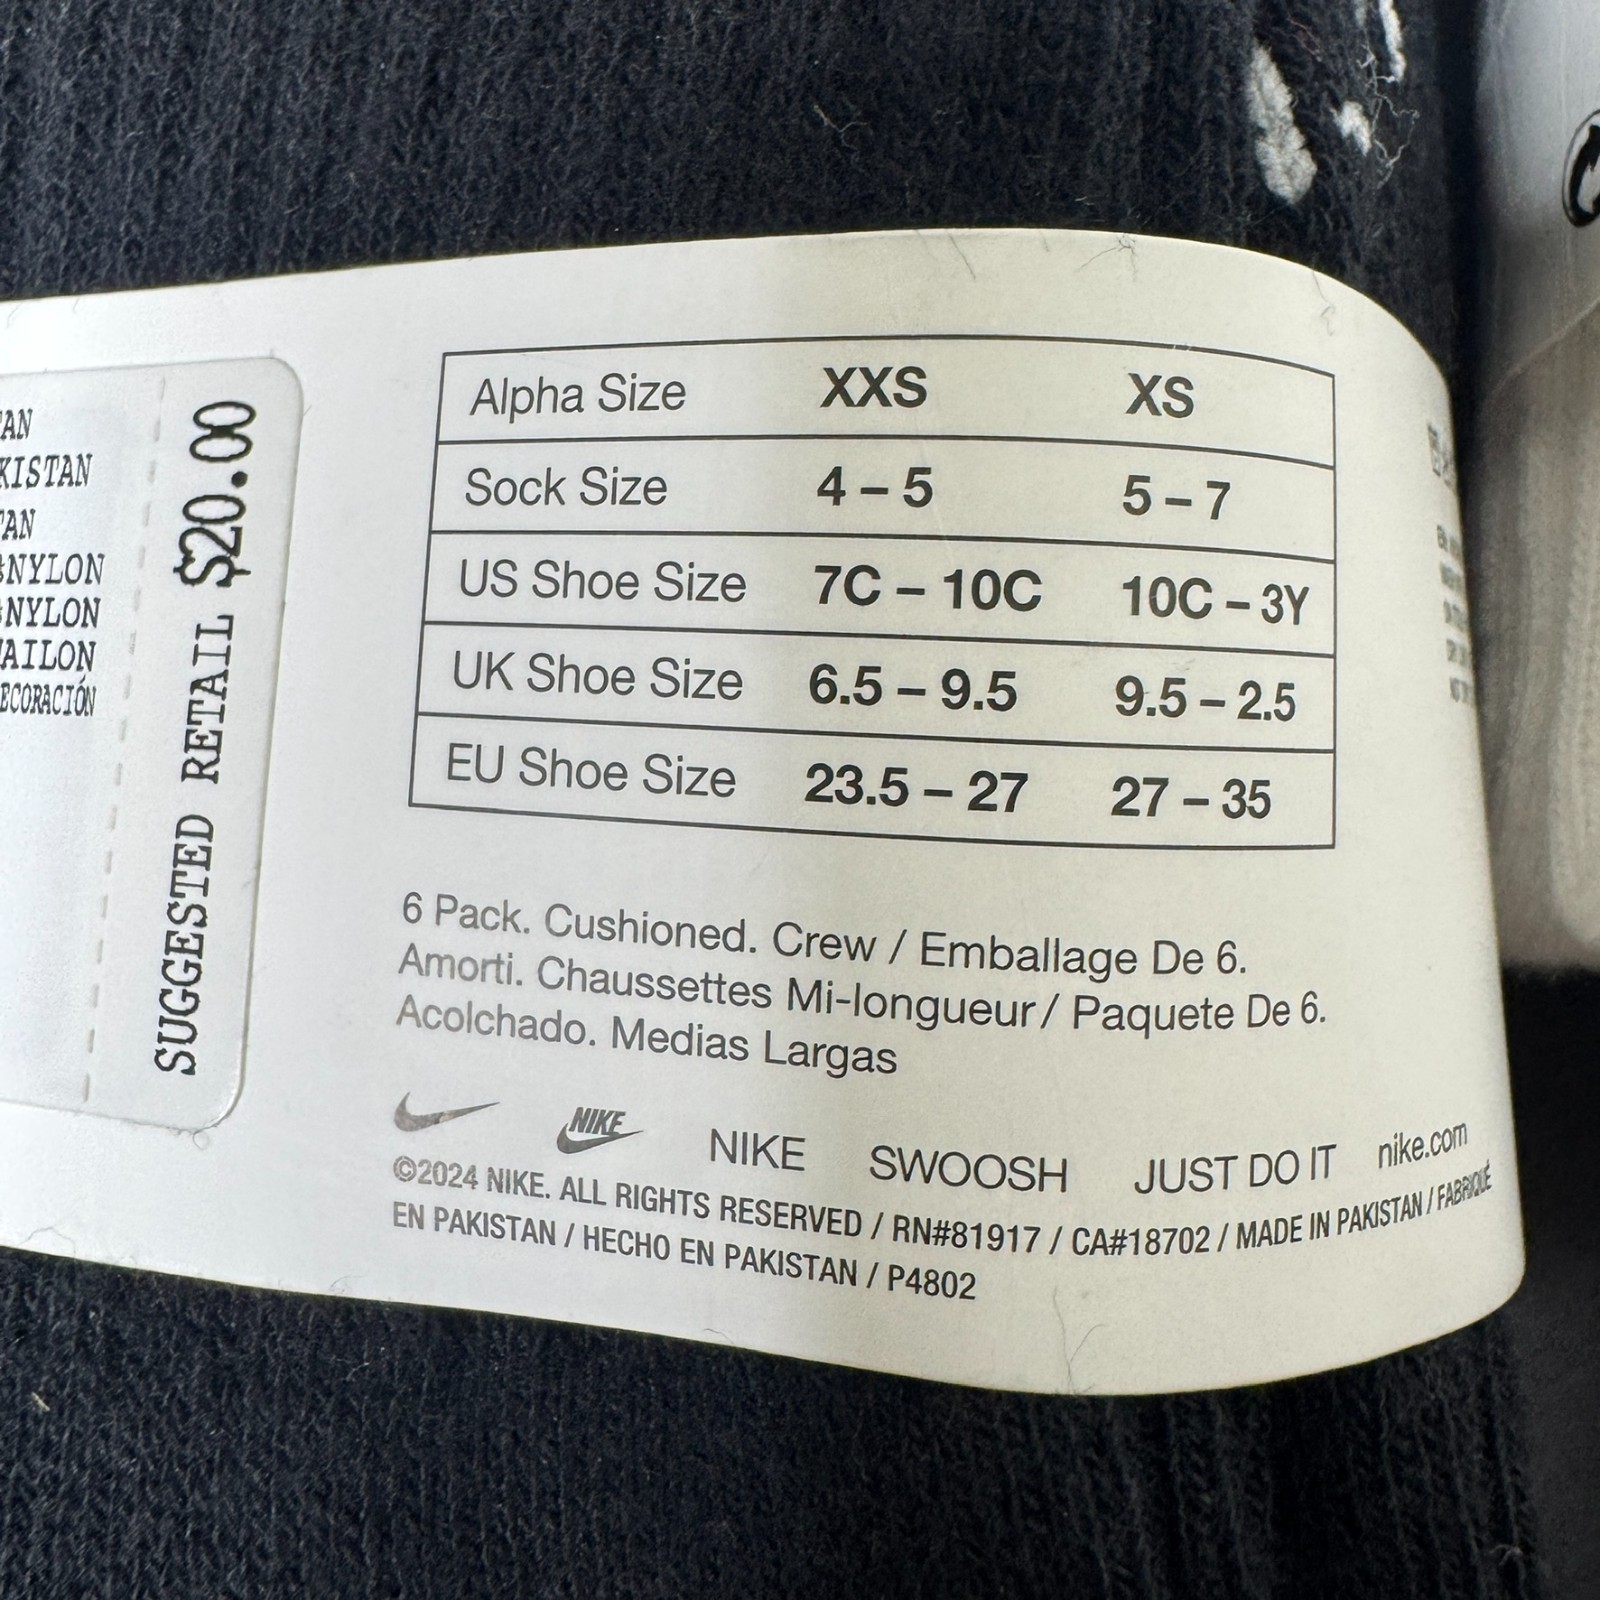 KISTAN
NYLON
NYLON
SUGGESTED RETAIL $20.00
Alpha Size XXS XS
Sock Size 4 – 5 5 – 7
US Shoe Size 7C – 10C 10C – 3Y
UK Shoe Size 6.5 – 9.5 9.5 – 2.5
EU Shoe Size 23.5 – 27 27 – 35
6 Pack. Cushioned. Crew / Emballage De 6.
Amorti. Chaussettes Mi-longueur / Paquete De 6.
Acolchado. Medias Largas
NIKE NIKE SWOOSH JUST DO IT nike.com
©2024 NIKE. ALL RIGHTS RESERVED / RN#81917 / CA#18702 / MADE IN PAKISTAN / FABRIQUÉ
EN PAKISTAN / HECHO EN PAKISTAN / P4802